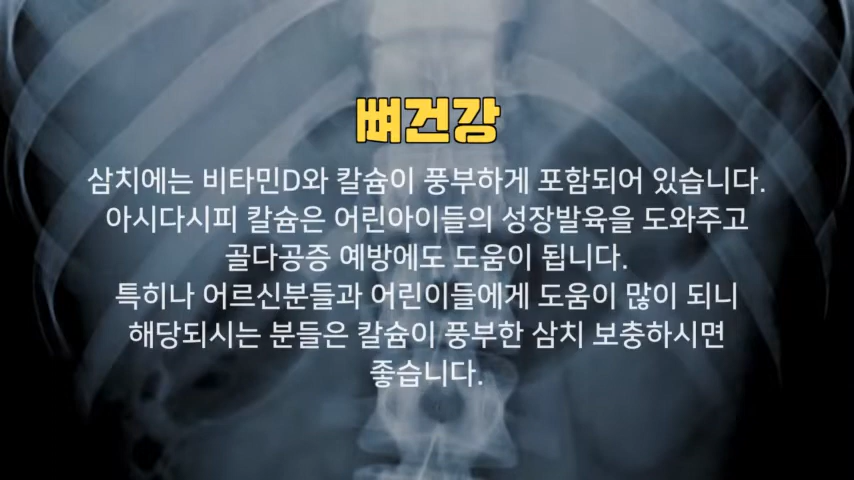 뼈건강
삼치에는 비타민D와 칼슘이 풍부하게 포함되어 있습니다.
아시다시피 칼슘은 어린아이들의 성장발육을 도와주고
골다공증 예방에도 도움이 됩니다.
특히나 어르신분들과 어린이들에게 도움이 많이 되니
해당되시는 분들은 칼슘이 풍부한 삼치 보충하시면
좋습니다.